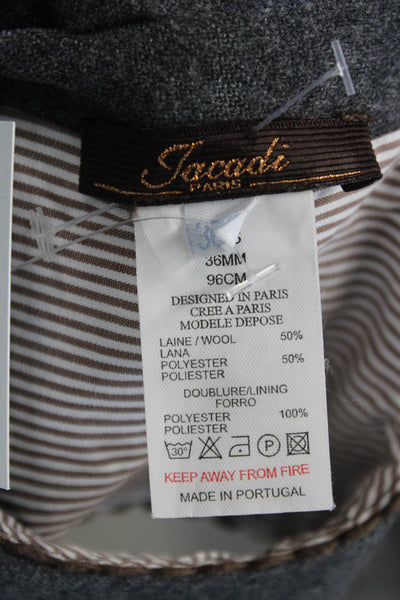 Jacadi
PARIS
36MM
96CM
DESIGNED IN PARIS
CREE A PARIS
MODELE DEPOSE
LAINE / WOOL 50%
LANA
POLYESTER 50%
POLIESTER
DOUBLURE/LINING
FORRO
POLYESTER 100%
POLIESTER
30° P
KEEP AWAY FROM FIRE
MADE IN PORTUGAL